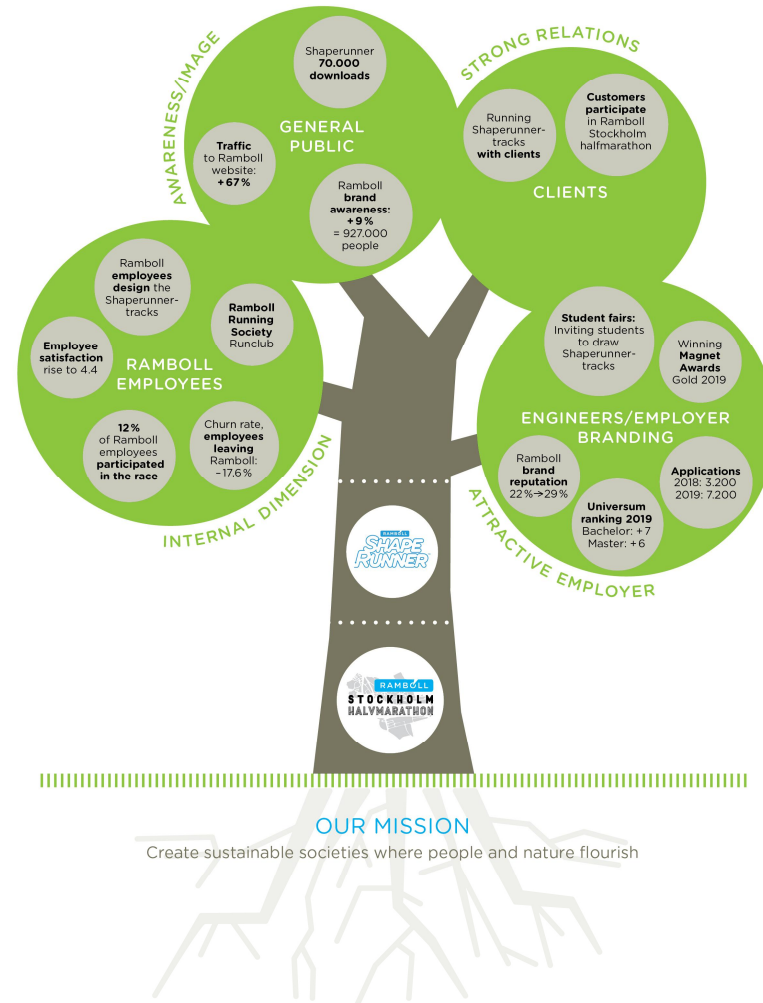 AWARENESS/IMAGE
Shaperunner
70.000
downloads
GENERAL
PUBLIC
Traffic
to Ramboll
website:
+67%
Ramboll
brand
awareness:
+9%
= 927.000
people
STRONG RELATIONS
Running
Shaperunner-
tracks
with clients
Customers
participate
in Ramboll
Stockholm
halfmarathon
CLIENTS
Ramboll
employees
design the
Shaperunner-
tracks
Ramboll
Running
Society
Runclub
Employee
satisfaction
rise to 4.4
RAMBOLL
EMPLOYEES
12%
of Ramboll
employees
participated
in the race
Churn rate,
employees
leaving
Ramboll:
–17.6%
INTERNAL DIMENSION
Student fairs:
Inviting students
to draw
Shaperunner-
tracks
Winning
Magnet
Awards
Gold 2019
ENGINEERS/EMPLOYER
BRANDING
Ramboll
brand
reputation
22%→29%
Universum
ranking 2019
Bachelor: +7
Master: +6
Applications
2018: 3.200
2019: 7.200
ATTRACTIVE EMPLOYER
RAMBOLL
SHAPE
RUNNER
RAMBOLL
STOCKHOLM
HALVMARATHON
OUR MISSION
Create sustainable societies where people and nature flourish